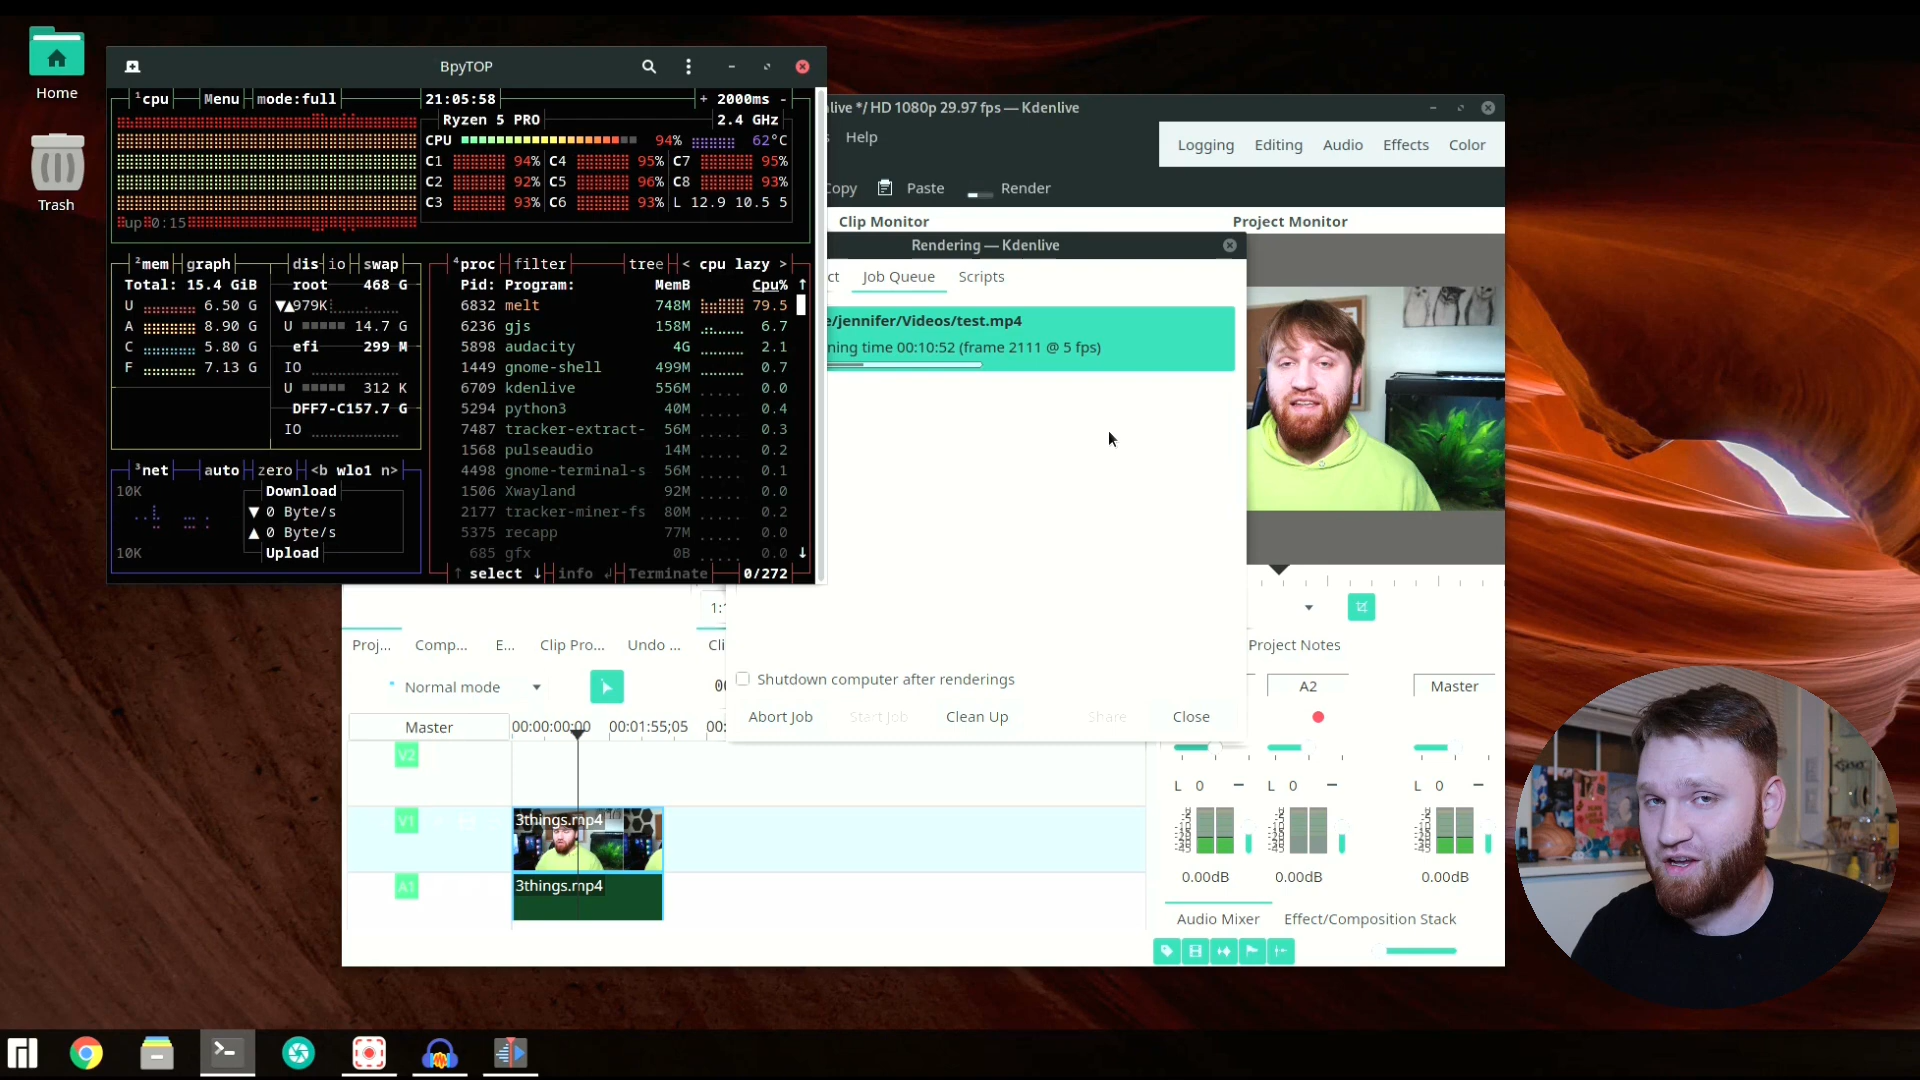 Home
Trash
BpyTOP
¹cpu Menu mode:full 21:05:58 + 2000ms -
Ryzen 5 PRO 2.4 GHz
CPU 94% 62°C
C1 94% C4 95% C7 95%
C2 92% C5 96% C8 93%
C3 93% C6 93% L 12.9 10.5 5
up 0:15
²mem graph dis io swap
Total: 15.4 GiB root 468 G
U 6.50 G ▼▲979K
A 8.90 G U 14.7 G
C 5.80 G efi 299 M
F 7.13 G IO
U 312 K
DFF7-C157.7 G
IO
³net auto zero <b wlo1 n>
10K Download
▼ 0 Byte/s
▲ 0 Byte/s
10K Upload
⁴proc filter tree < cpu lazy >
Pid: Program: MemB Cpu% ↑
6832 melt 748M 79.5
6236 gjs 158M 6.7
5898 audacity 4G 2.1
1449 gnome-shell 499M 0.7
6709 kdenlive 556M 0.0
5294 python3 40M 0.4
7487 tracker-extract- 56M 0.3
1568 pulseaudio 14M 0.2
4498 gnome-terminal-s 56M 0.1
1506 Xwayland 92M 0.0
2177 tracker-miner-fs 80M 0.2
5375 recapp 77M 0.0
685 gfx 0B 0.0 ↓
↑ select ↓ info ↲ Terminate 0/272
live */ HD 1080p 29.97 fps — Kdenlive
s Help
Logging Editing Audio Effects Color
Copy Paste Render
Clip Monitor Project Monitor
Rendering — Kdenlive
ct Job Queue Scripts
e/jennifer/Videos/test.mp4
ning time 00:10:52 (frame 2111 @ 5 fps)
Shutdown computer after renderings
Abort Job Start Job Clean Up Share Close
1:1
Proj... Comp... E... Clip Pro... Undo ... Cli
Project Notes
Normal mode 00
A2 Master
Master 00:00:00:00 00:01:55;05 00:
V2
V1 3things.mp4
A1 3things.mp4
L 0 L 0 L 0
0.00dB 0.00dB 0.00dB
Audio Mixer Effect/Composition Stack